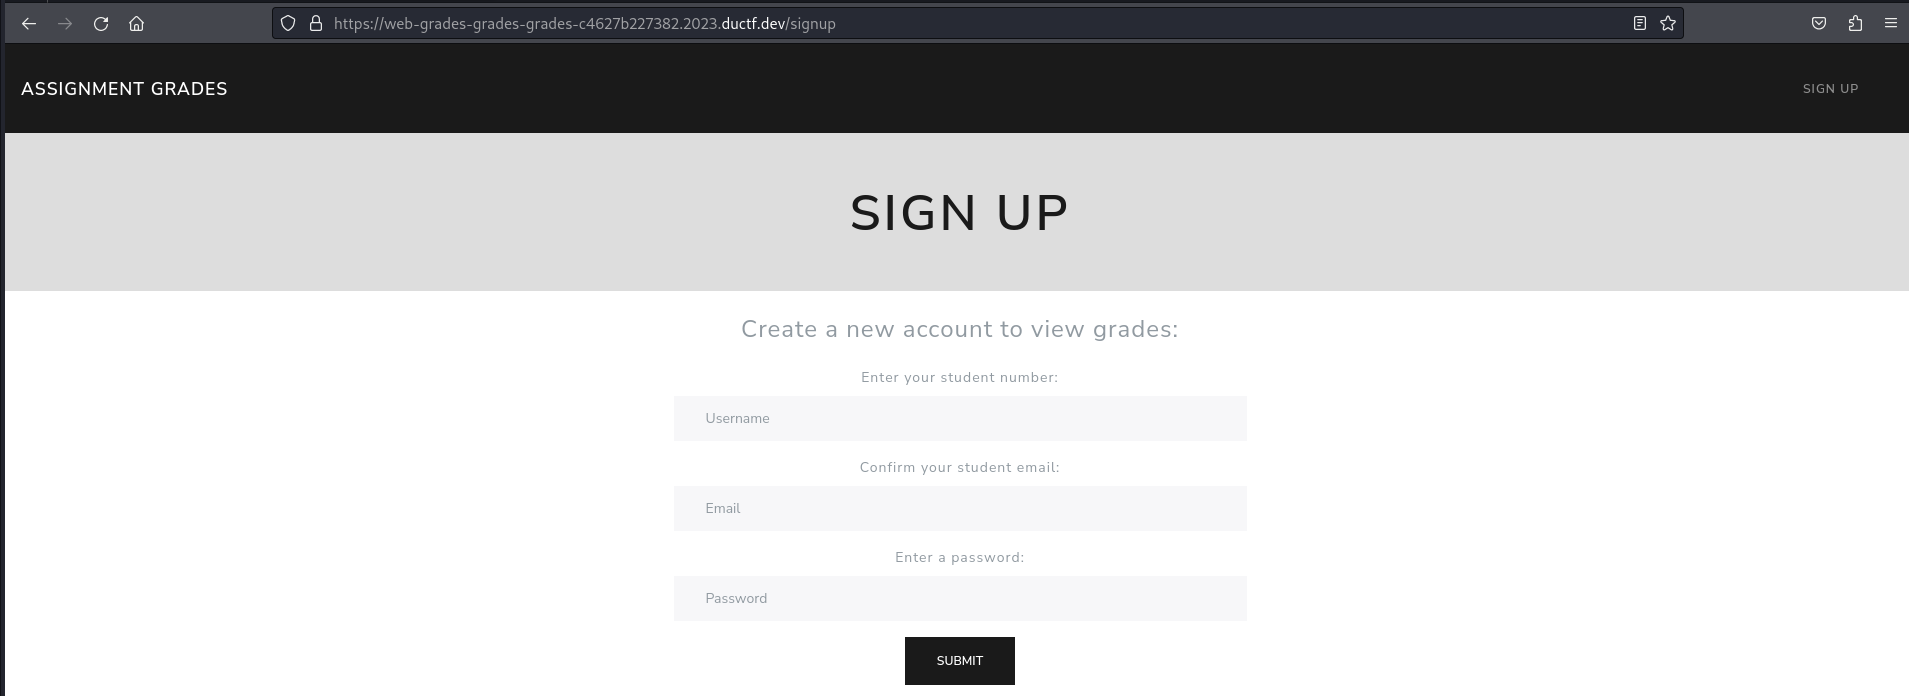 https://web-grades-grades-grades-c4627b227382.2023.ductf.dev/signup
ASSIGNMENT GRADES
SIGN UP
SIGN UP
Create a new account to view grades:
Enter your student number:
Username
Confirm your student email:
Email
Enter a password:
Password
SUBMIT